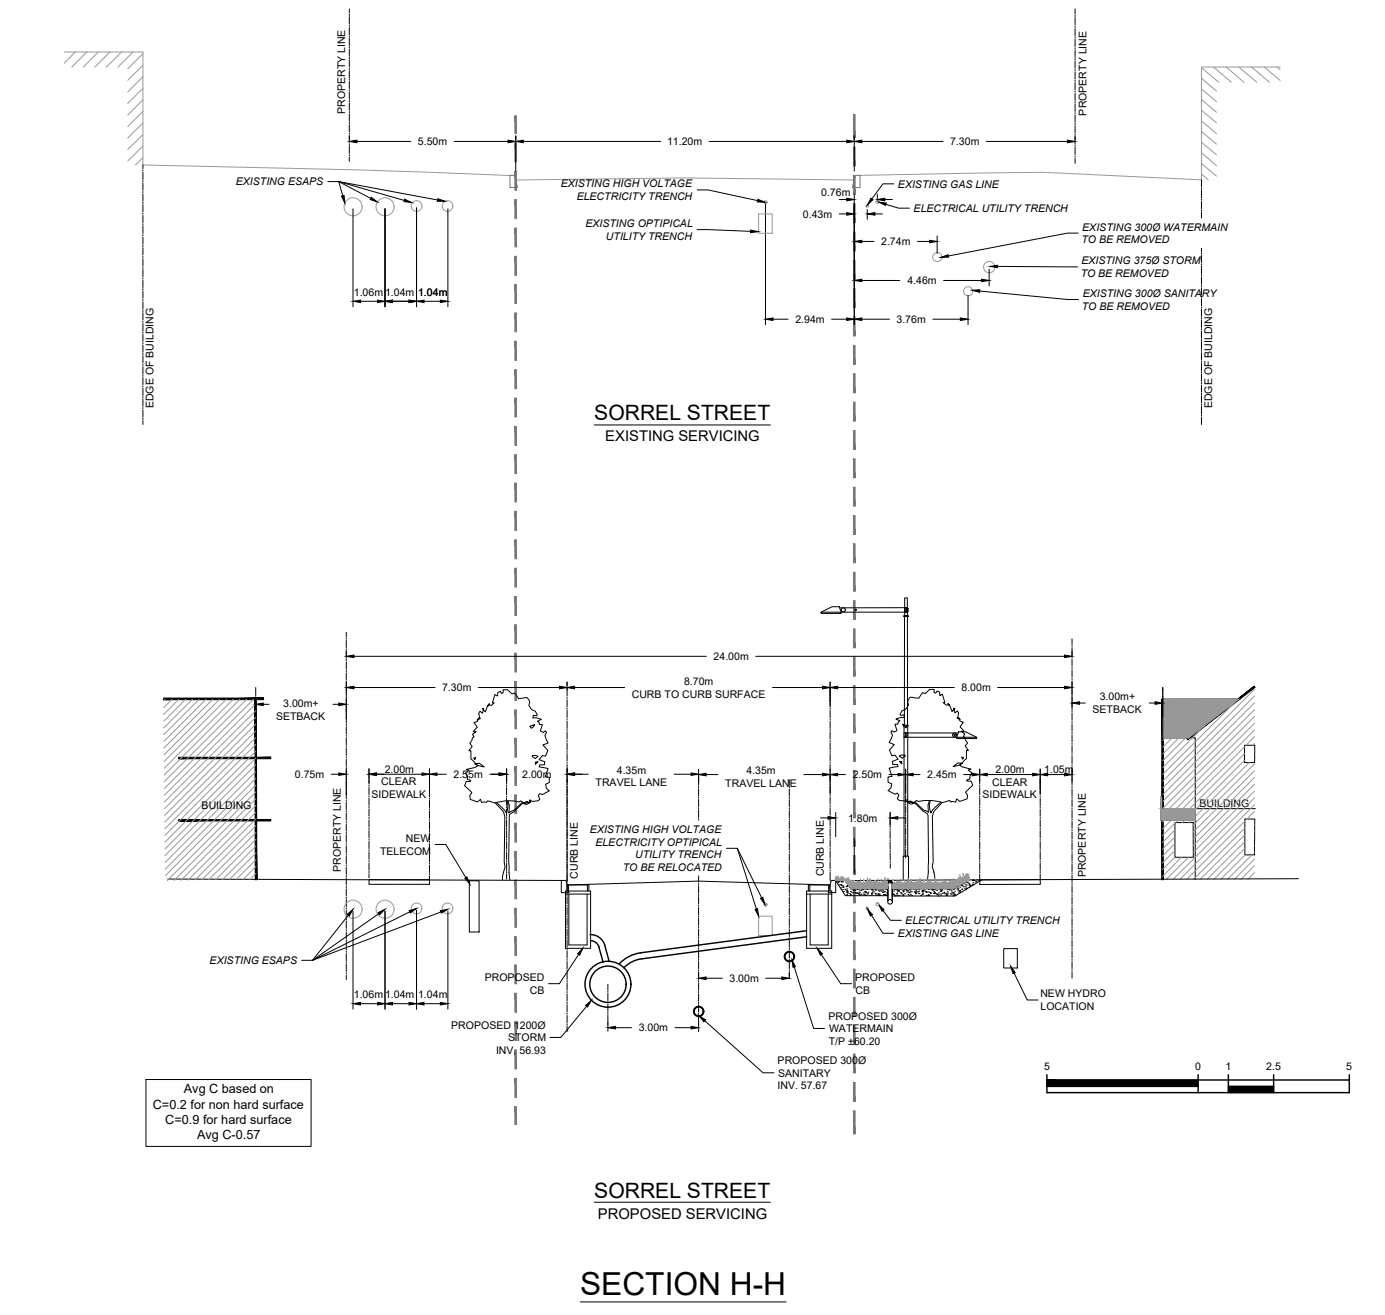 PROPERTY LINE
PROPERTY LINE
5.50m
11.20m
7.30m
EXISTING ESAPS
EXISTING HIGH VOLTAGE
ELECTRICITY TRENCH
EXISTING OPTIPICAL
UTILITY TRENCH
0.76m
EXISTING GAS LINE
0.43m
ELECTRICAL UTILITY TRENCH
2.74m
EXISTING 300Ø WATERMAIN
TO BE REMOVED
4.46m
EXISTING 375Ø STORM
TO BE REMOVED
EXISTING 300Ø SANITARY
TO BE REMOVED
1.06m
1.04m
1.04m
2.94m
3.76m
EDGE OF BUILDING
EDGE OF BUILDING
SORREL STREET
EXISTING SERVICING
24.00m
7.30m
8.70m
CURB TO CURB SURFACE
8.00m
3.00m+
SETBACK
3.00m+
SETBACK
0.75m
2.00m
CLEAR
SIDEWALK
2.55m
2.00m
4.35m
TRAVEL LANE
4.35m
TRAVEL LANE
2.50m
2.45m
2.00m
CLEAR
SIDEWALK
1.05m
BUILDING
BUILDING
PROPERTY LINE
NEW
TELECOM
CURB LINE
EXISTING HIGH VOLTAGE
ELECTRICITY OPTIPICAL
UTILITY TRENCH
TO BE RELOCATED
CURB LINE
1.80m
PROPERTY LINE
ELECTRICAL UTILITY TRENCH
EXISTING GAS LINE
EXISTING ESAPS
PROPOSED
CB
3.00m
PROPOSED
CB
1.06m
1.04m
1.04m
NEW HYDRO
LOCATION
PROPOSED 1200Ø
STORM
INV. 56.93
3.00m
PROPOSED 300Ø
WATERMAIN
T/P ±60.20
PROPOSED 300Ø
SANITARY
INV. 57.67
5 0 1 2.5 5
Avg C based on
C=0.2 for non hard surface
C=0.9 for hard surface
Avg C-0.57
SORREL STREET
PROPOSED SERVICING
SECTION H-H